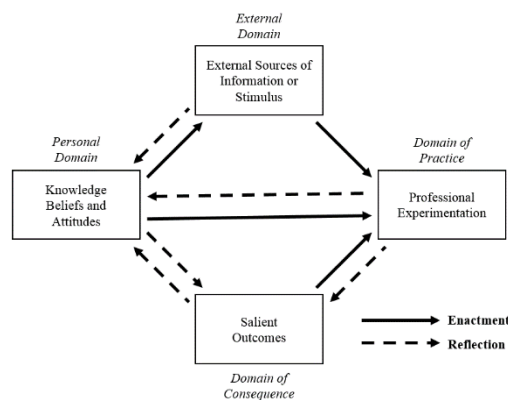 External
Domain
External Sources of
Information or
Stimulus
Personal
Domain
Knowledge
Beliefs and
Attitudes
Domain of
Practice
Professional
Experimentation
Salient
Outcomes
Domain of
Consequence
Enactment
Reflection